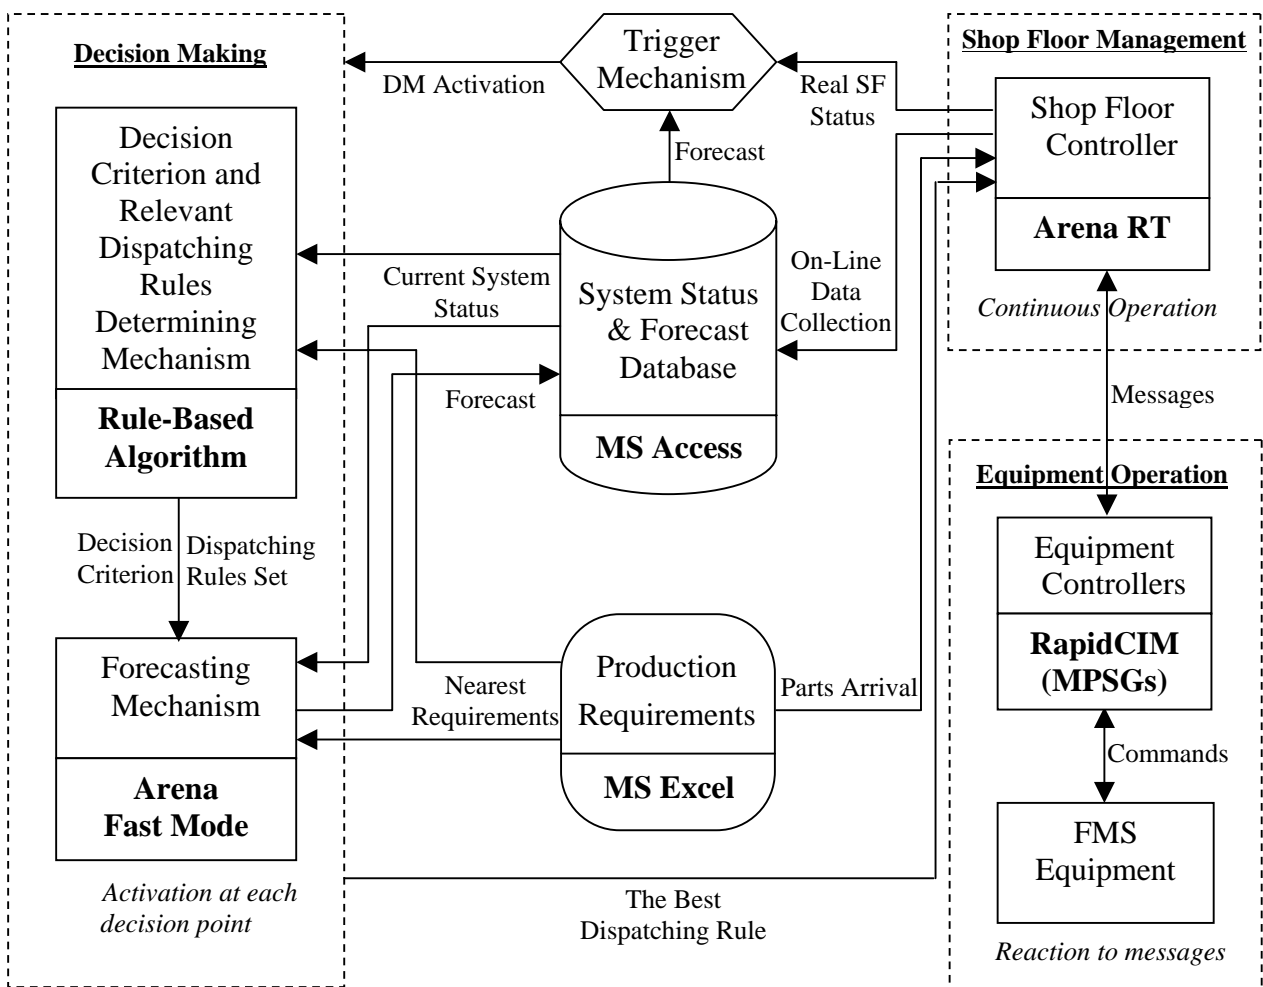 Decision Making
Decision
Criterion and
Relevant
Dispatching
Rules
Determining
Mechanism
Rule-Based
Algorithm
Decision
Criterion
Dispatching
Rules Set
Forecasting
Mechanism
Arena
Fast Mode
Activation at each
decision point
Trigger
Mechanism
DM Activation
Real SF
Status
Forecast
Current System
Status
Forecast
System Status
& Forecast
Database
MS Access
On-Line
Data
Collection
Nearest
Requirements
Production
Requirements
MS Excel
Parts Arrival
The Best
Dispatching Rule
Shop Floor Management
Shop Floor
Controller
Arena RT
Continuous Operation
Messages
Equipment Operation
Equipment
Controllers
RapidCIM
(MPSGs)
Commands
FMS
Equipment
Reaction to messages